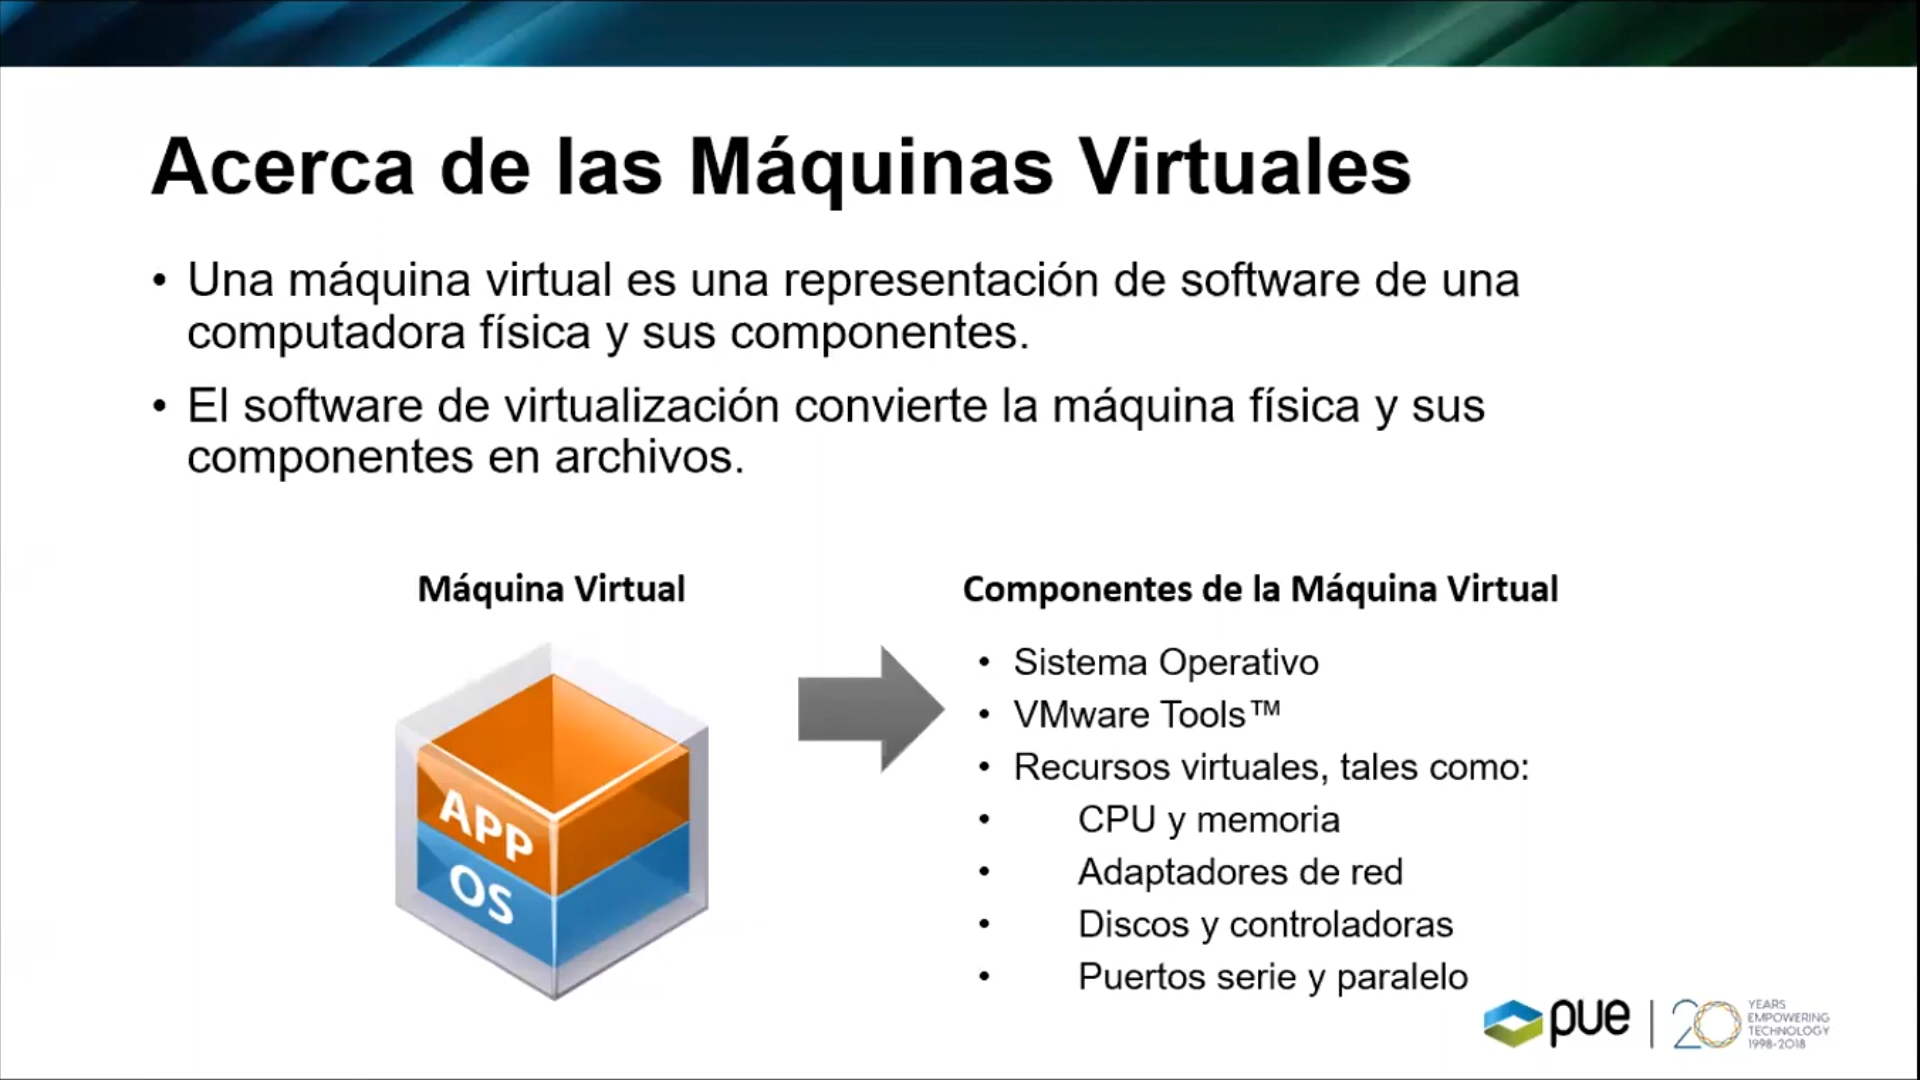 Acerca de las Máquinas Virtuales
• Una máquina virtual es una representación de software de una
computadora física y sus componentes.
• El software de virtualización convierte la máquina física y sus
componentes en archivos.
Máquina Virtual
APP
OS
Componentes de la Máquina Virtual
• Sistema Operativo
• VMware Tools™
• Recursos virtuales, tales como:
• CPU y memoria
• Adaptadores de red
• Discos y controladoras
• Puertos serie y paralelo
pue
20
YEARS
EMPOWERING
TECHNOLOGY
1998-2018